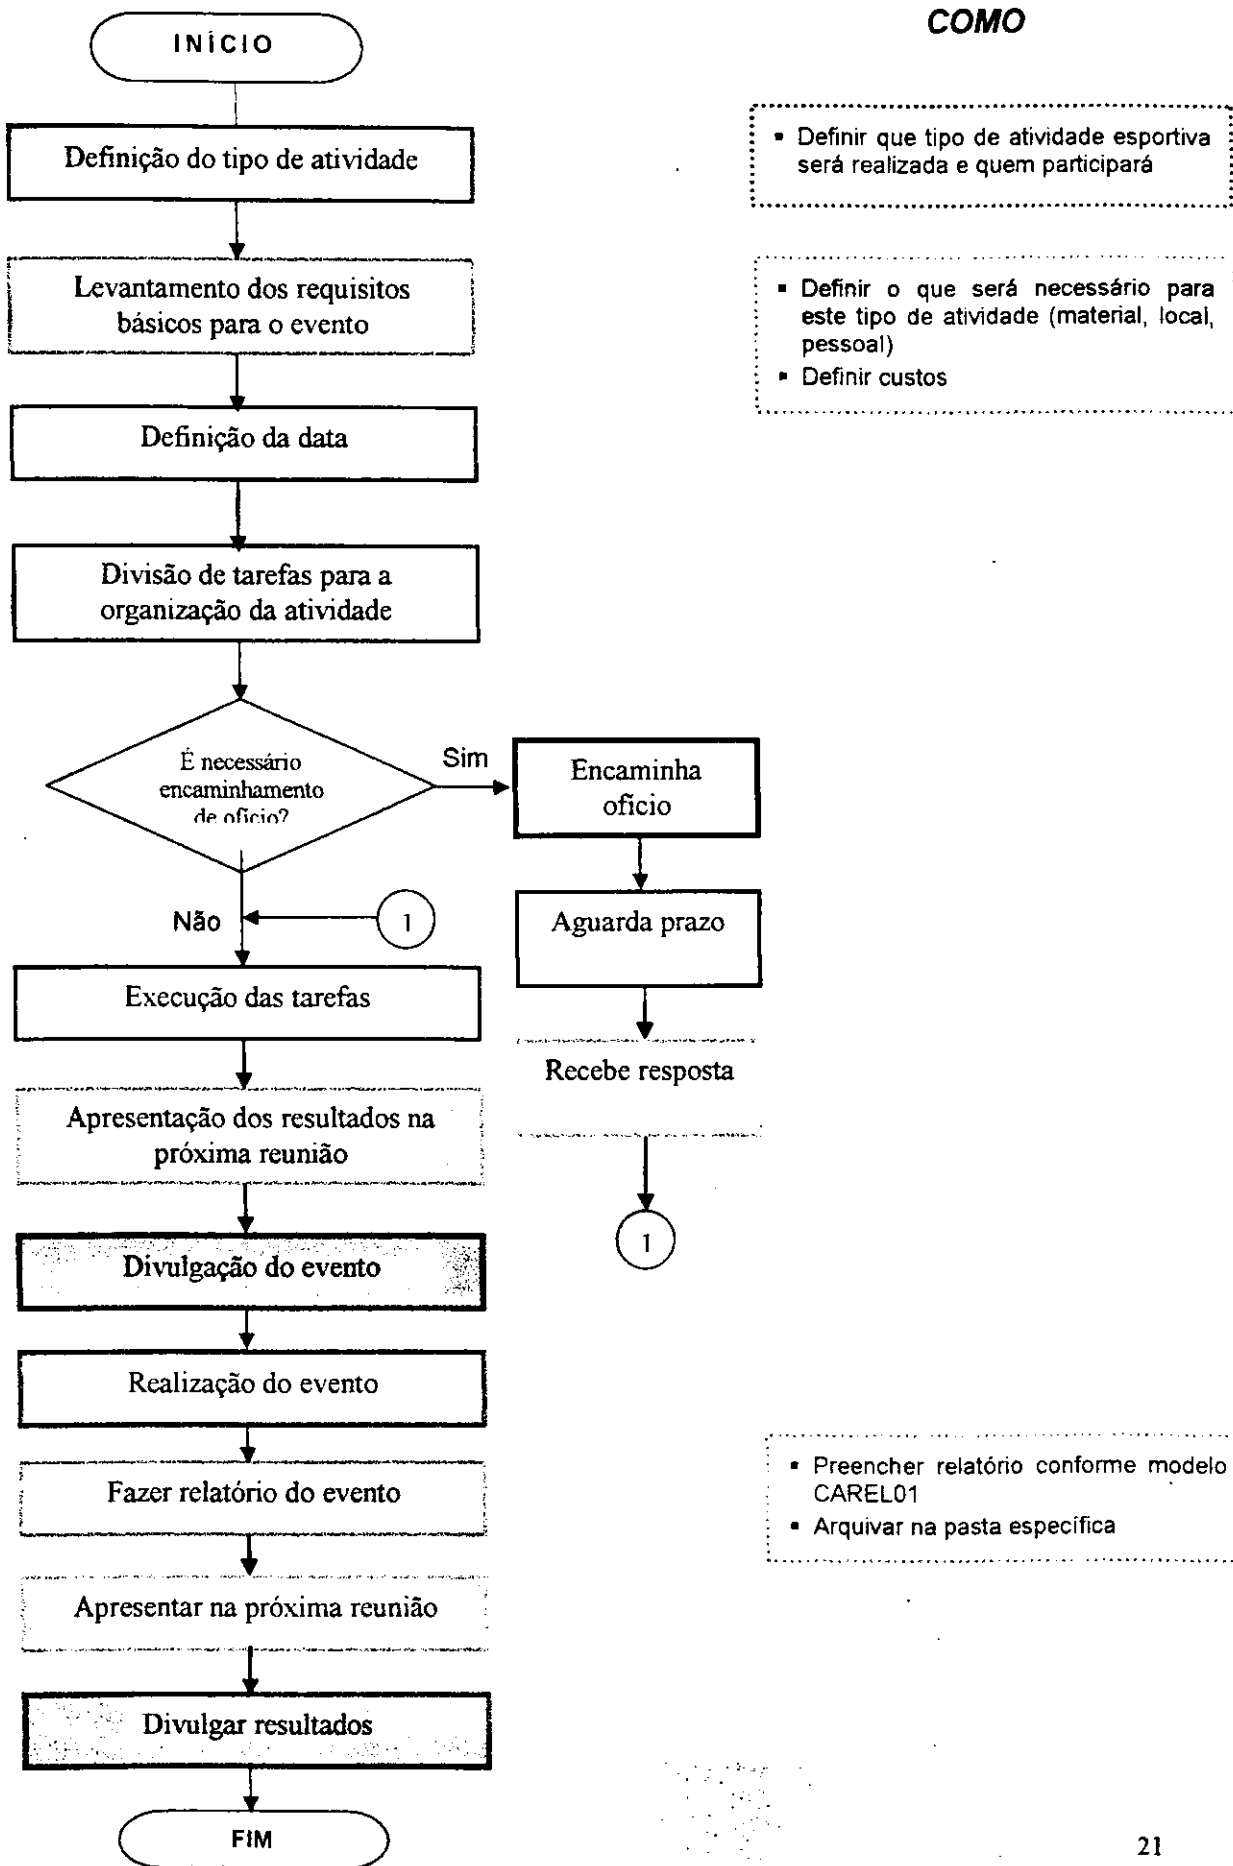 COMO
INÍCIO
Definição do tipo de atividade
▪ Definir que tipo de atividade esportiva
será realizada e quem participará
Levantamento dos requisitos
básicos para o evento
▪ Definir o que será necessário para
este tipo de atividade (material, local,
pessoal)
▪ Definir custos
Definição da data
Divisão de tarefas para a
organização da atividade
É necessário
encaminhamento
de ofício?
Sim
Encaminha
ofício
Não
1
Aguarda prazo
Execução das tarefas
Recebe resposta
Apresentação dos resultados na
próxima reunião
1
Divulgação do evento
Realização do evento
Fazer relatório do evento
▪ Preencher relatório conforme modelo
CAREL01
▪ Arquivar na pasta específica
Apresentar na próxima reunião
Divulgar resultados
FIM
21